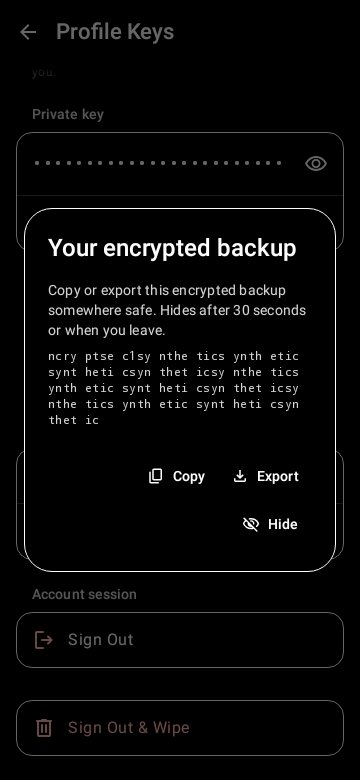 Profile Keys
you.
Private key
Your encrypted backup
Copy or export this encrypted backup
somewhere safe. Hides after 30 seconds
or when you leave.
ncry ptse c1sy nthe tics ynth etic
synt heti csyn thet icsy nthe tics
ynth etic synt heti csyn thet icsy
nthe tics ynth etic synt heti csyn
thet ic
Copy
Export
Hide
Account session
Sign Out
Sign Out & Wipe